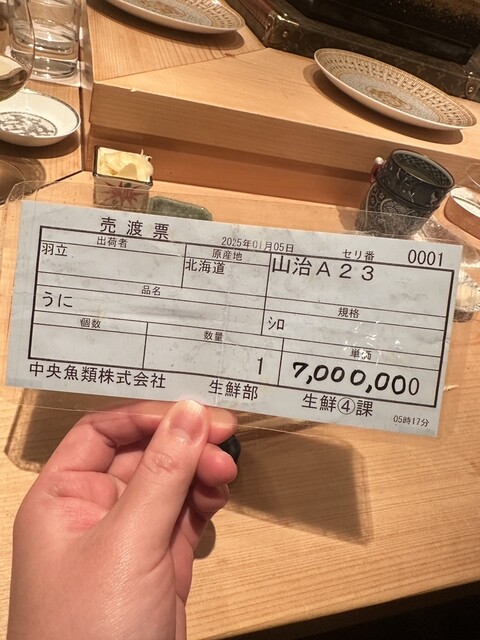 売渡票
2025年01月05日
セリ番 0001
出荷者
羽立
原産地
北海道
山治A23
品名
うに
規格
シロ
個数
数量
1
単価
7,000,000
中央魚類株式会社 生鮮部 生鮮④課
05時17分